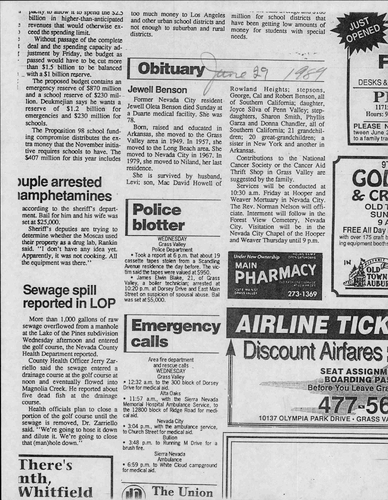 billion in higher-than-anticipated
revenues that would otherwise exceed
the spending limit.
Without passage of the complete
deal and the spending capacity ad-
justment by Friday, the budget as
passed would have to be cut more
than $1.5 billion to be balanced
with a $1 billion reserve.
The proposed budget contains an
emergency reserve of $870 million
and a school reserve of $230 mil-
lion. Deukmejian says he wants a
reserve of $1.2 billion for
emergencies and $230 million for
schools.
The Proposition 98 school fund-
ing compromise distributes the ex-
tra money that the November initia-
tive requires schools to have. The
$407 million for this year includes
too much money to Los Angeles
and other urban school districts and
not enough to suburban and rural
districts.
million for school districts that
have been getting low amounts of
money for students with special
needs.
JUST
OPENED
ouple arrested
amphetamines
according to the sheriff's depart-
ment. Bail for him and his wife was
set at $25,000.
Sheriff's deputies are trying to
determine whether the Moscas used
their property as a drug lab, Rankin
said. "I don't have any idea yet.
Apparently, it was not cooking. All
the equipment was there."
Sewage spill
reported in LOP
More than 1,000 gallons of raw
sewage overflowed from a manhole
at the Lake of the Pines subdivision
Wednesday afternoon and entered
the golf course, the Nevada County
Health Department reported.
County Health Officer Jerry Zar-
riello said the sewage entered a
drainage course at the golf course at
noon and eventually flowed into
Magnolia Creek. He reported about
five dead fish at the drainage
course.
Health officials plan to close a
portion of the golf course until the
sewage is removed, Dr. Zarriello
said. "We're going to hose it down
and dilute it. We're going to close
that (man)hole down."
There's
nth,
Whitfield
Obituary
June 29 1989
Jewell Benson
Former Nevada City resident
Jewell Oleta Benson died Sunday at
a Duarte medical facility. She was
78.
Born, raised and educated in
Arkansas, she moved to the Grass
Valley area in 1949. In 1957, she
moved to the Long Beach area. She
moved to Nevada City in 1967. In
1979, she moved to Niland, her last
residence.
She is survived by husband,
Levi; son, Mac David Howell of
Rowland Heights; stepsons,
George, Cal and Robert Benson, all
of Southern California; daughter,
Joyce Silva of Penn Valley; step-
daughters, Sharon Smith, Phyllis
Garza and Donna Chandler, all of
Southern California; 21 grandchil-
dren; 20 great-grandchildren; a
sister in New York and another in
Arkansas.
Contributions to the National
Cancer Society or the Cancer Aid
Thrift Shop in Grass Valley are
suggested by the family.
Services will be conducted at
10:30 a.m. Friday at Hooper and
Weaver Mortuary in Nevada City.
The Rev. Norman Nelson will offi-
ciate. Interment will follow in the
Forest View Cemetery, Nevada
City. Visitation will be in the
Nevada City Chapel of the Hooper
and Weaver Thursday until 9 p.m.
Police
blotter
WEDNESDAY
Grass Valley
Police Department
• Took a report at 6 p.m. that about 19
cassette tapes stolen from a Scandling
Avenue residence the day before. The vic-
tim said the tapes were valued at $950.
• James Elwin Blake, 21, of Grass
Valley, a boiler technician, arrested at
10:20 p.m. at Dorsey Drive and East Main
Street on suspicion of spousal abuse. Bail
was set at $5,000.
Emergency
calls
Area fire department
and rescue calls
WEDNESDAY
Grass Valley
• 12:32 a.m. to the 300 block of Dorsey
Drive for medical aid.
Alta Oaks
• 11:57 a.m., with the Sierra Nevada
Memorial Hospital Ambulance Service, to
the 12800 block of Ridge Road for medi-
cal aid.
Nevada City
• 3:04 p.m., with the ambulance service,
to Church Street for medical aid.
Bullion
• 3:48 p.m. to Running M Drive for a
brush fire.
Sierra Nevada
Ambulance
• 6:59 p.m. to White Cloud campground
for medical aid.
The Union
Under New Ownership
MAIN
PHARMACY
273-1369
DESKS &
PLEASE N
FREE All Day
OLD
TOWN
AUBUR
AIRLINE TICK
Discount Airfares
SEAT ASSIGNM
BOARDING PA
Before You Leave Gr
477-56
10137 OLYMPIA PARK DRIVE • GRASS VA